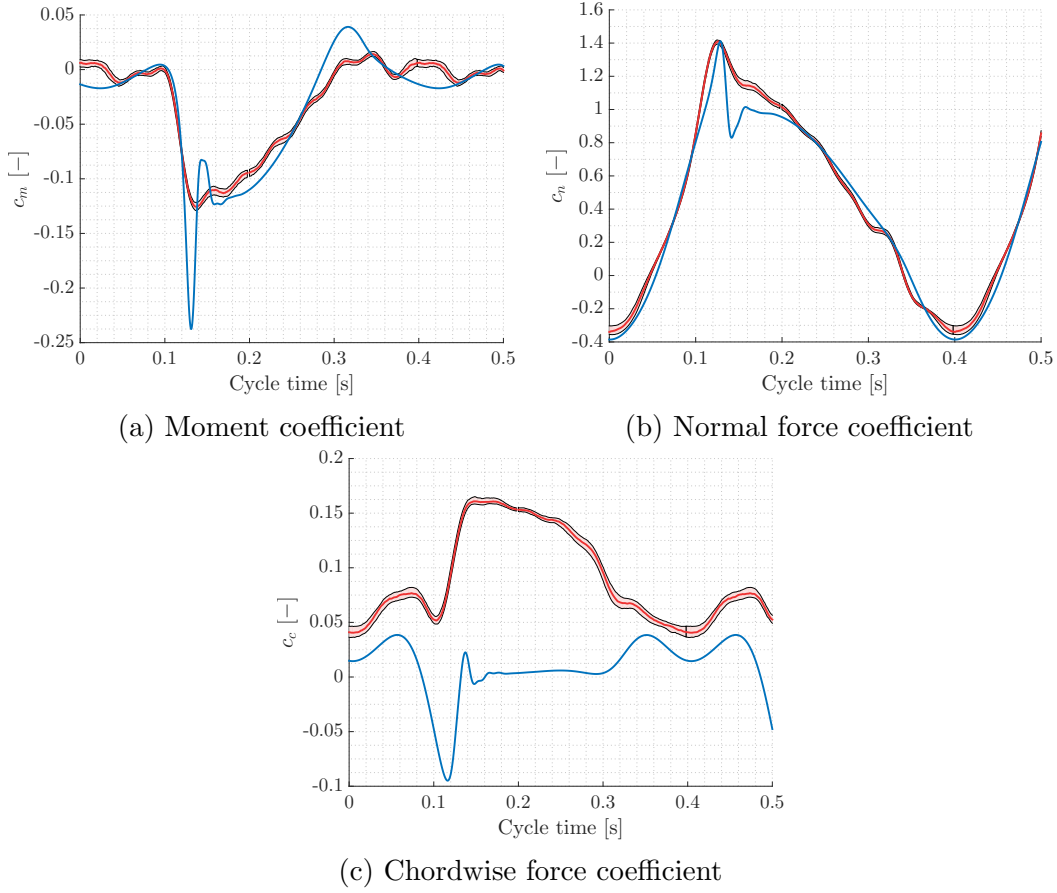 0.05
0
-0.05
-0.1
-0.15
-0.2
-0.25
c_m [−]
0 0.1 0.2 0.3 0.4 0.5
Cycle time [s]
(a) Moment coefficient
1.6
1.4
1.2
1
0.8
0.6
0.4
0.2
0
-0.2
-0.4
c_n [−]
0 0.1 0.2 0.3 0.4 0.5
Cycle time [s]
(b) Normal force coefficient
0.2
0.15
0.1
0.05
0
-0.05
-0.1
c_c [−]
0 0.1 0.2 0.3 0.4 0.5
Cycle time [s]
(c) Chordwise force coefficient